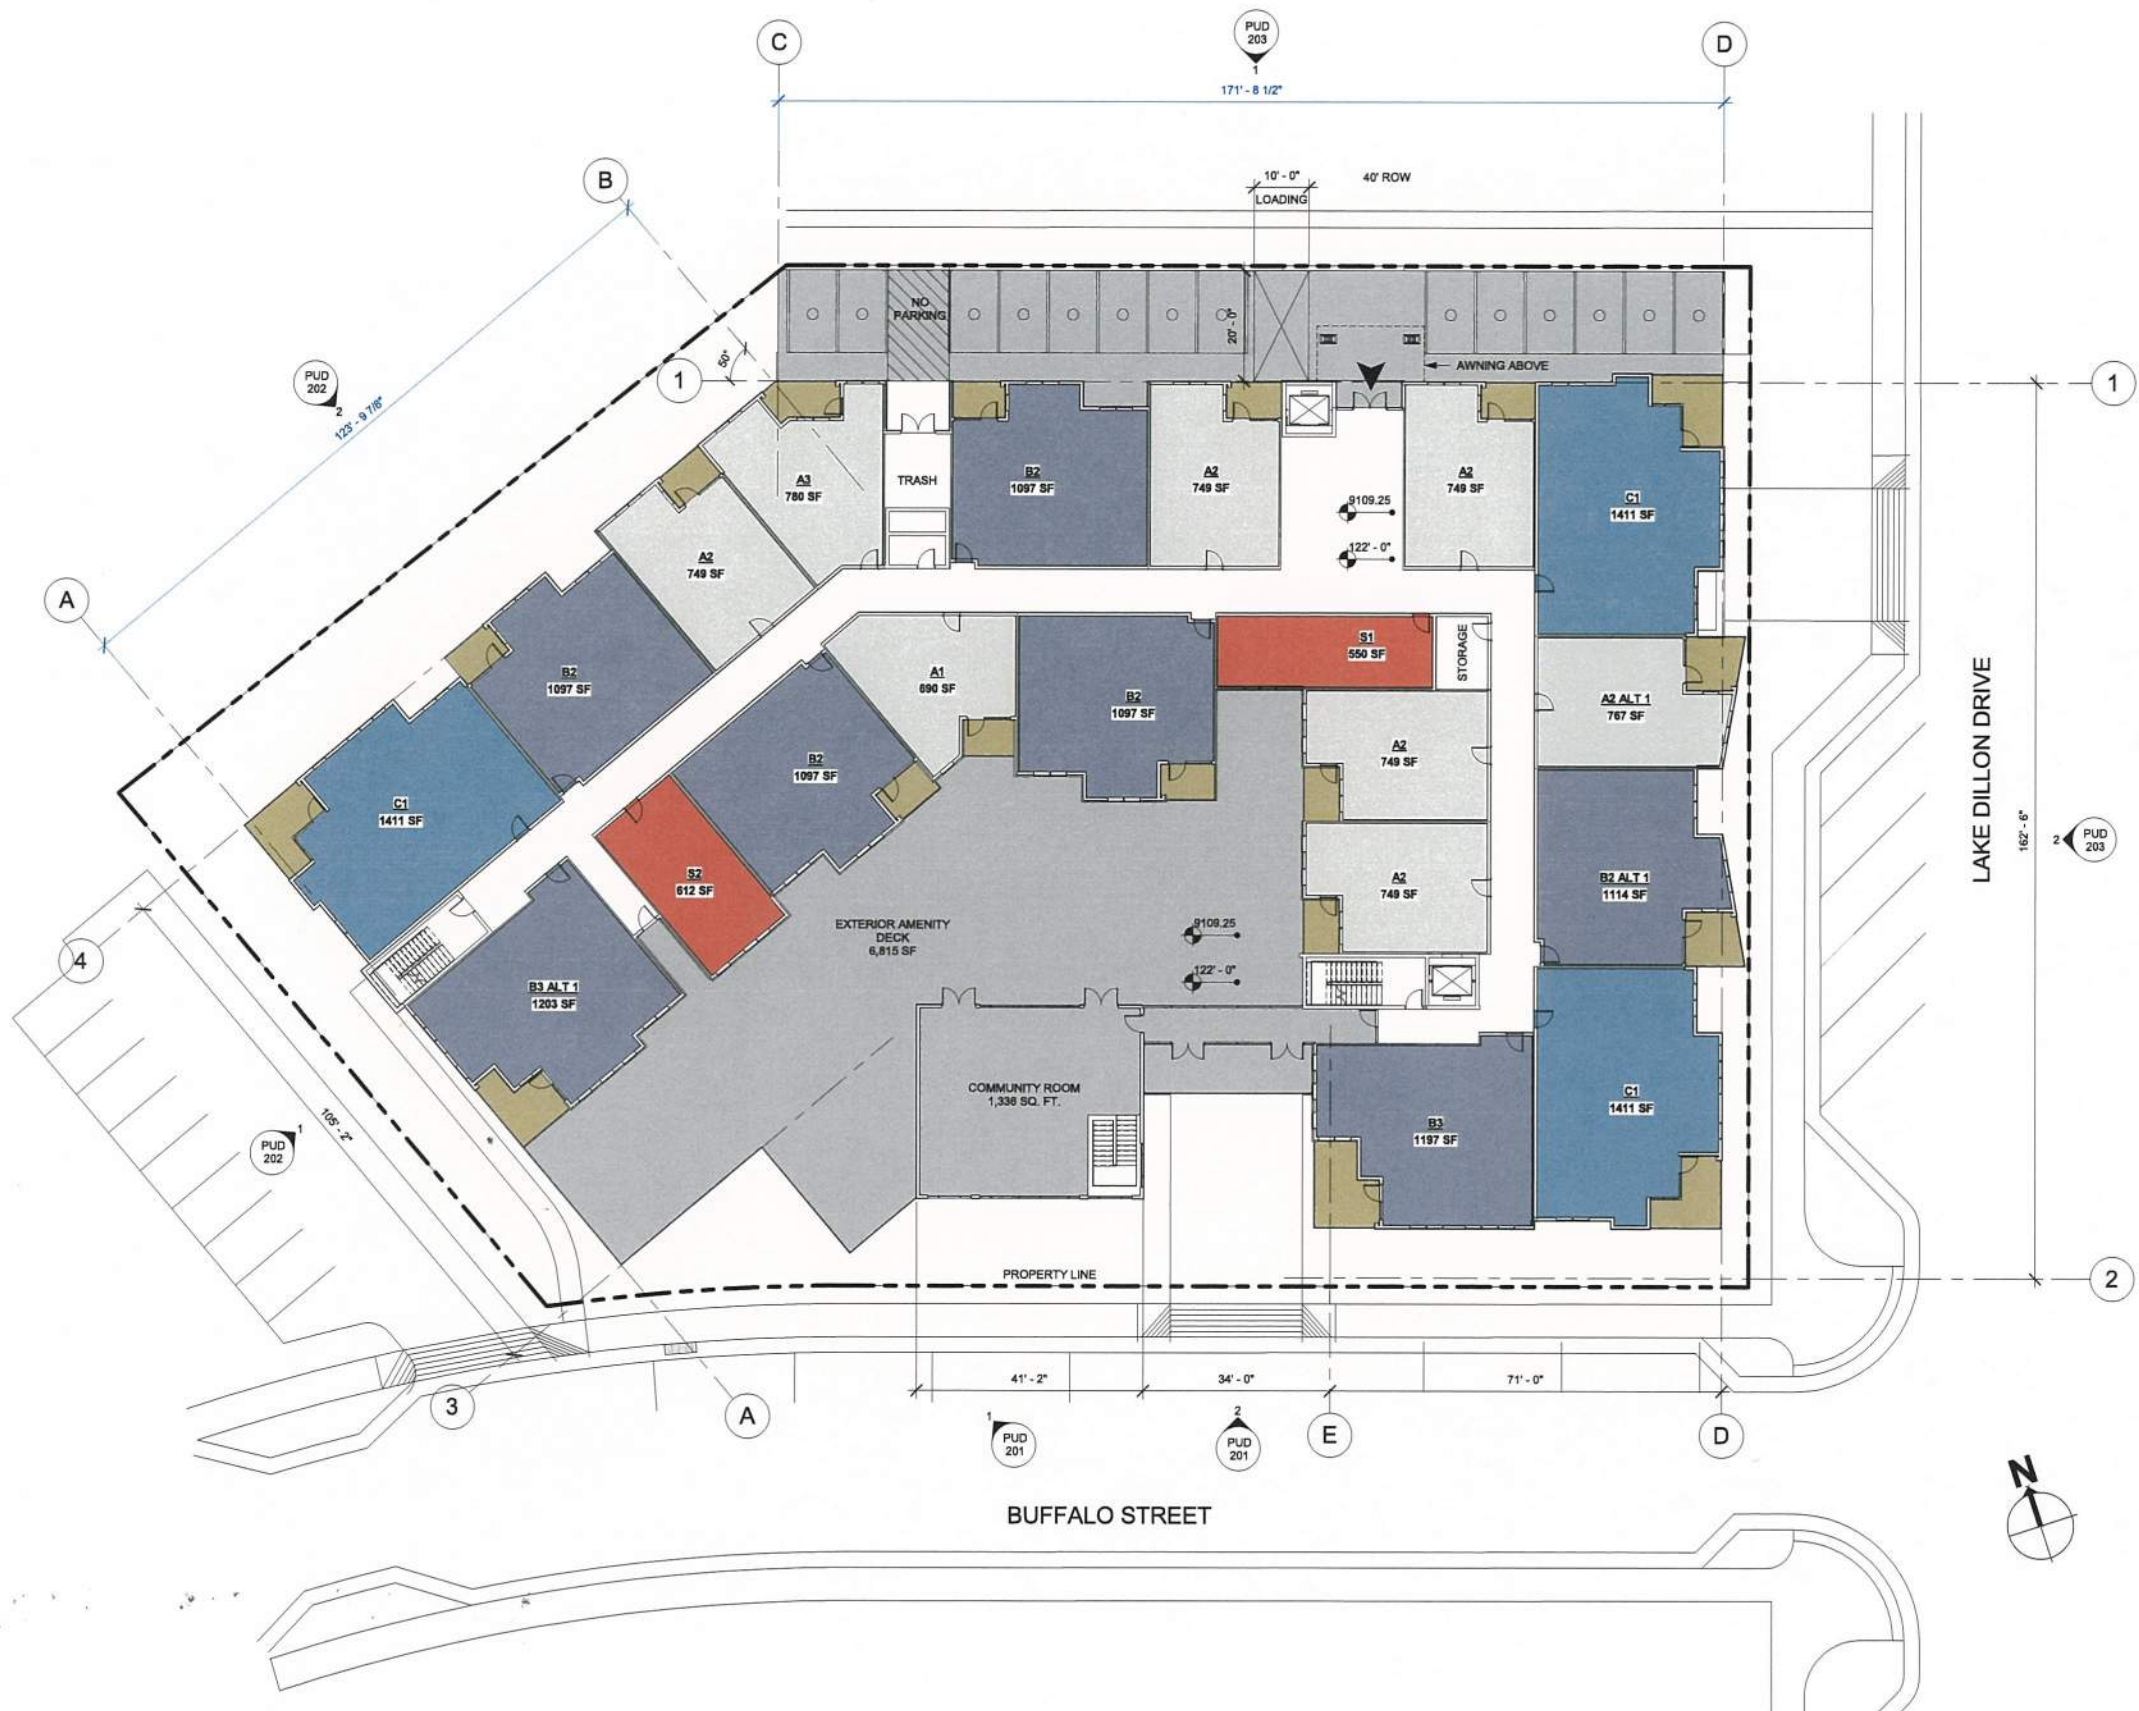 C
PUD
203
1
D
171' - 8 1/2"
B
10' - 0"
LOADING
40' ROW
NO
PARKING
20' - 0"
50°
PUD
202
2
1
AWNING ABOVE
1
123' - 9 7/8"
A3
780 SF
TRASH
B2
1097 SF
A2
749 SF
A2
749 SF
C1
1411 SF
9109.25
122' - 0"
A2
749 SF
A
B2
1097 SF
A1
690 SF
B2
1097 SF
S1
550 SF
STORAGE
A2 ALT 1
767 SF
LAKE DILLON DRIVE
162' - 6"
2
PUD
203
C1
1411 SF
B2
1097 SF
A2
749 SF
S2
612 SF
A2
749 SF
B2 ALT 1
1114 SF
EXTERIOR AMENITY
DECK
6,815 SF
9109.25
122' - 0"
4
B3 ALT 1
1203 SF
COMMUNITY ROOM
1,336 SQ. FT.
B3
1197 SF
C1
1411 SF
105' - 2"
1
PUD
202
PROPERTY LINE
2
41' - 2"
34' - 0"
71' - 0"
3
A
1
PUD
201
2
PUD
201
E
D
N
BUFFALO STREET